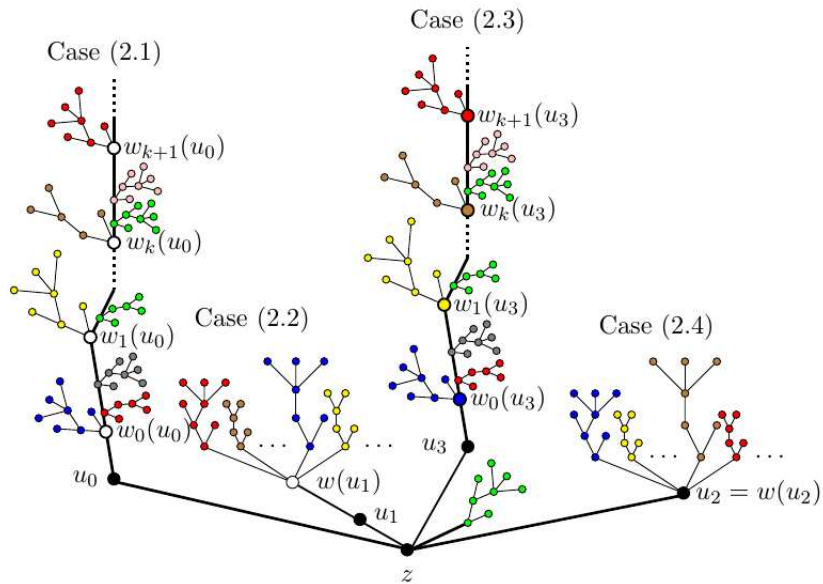 Case (2.3)
Case (2.1)
w_{k+1}(u_3)
w_{k+1}(u_0)
w_k(u_3)
w_k(u_0)
w_1(u_3)
Case (2.2)
Case (2.4)
w_1(u_0)
w_0(u_3)
w_0(u_0)
u_3
... ... ... ...
u_0
w(u_1)
u_2 = w(u_2)
u_1
z